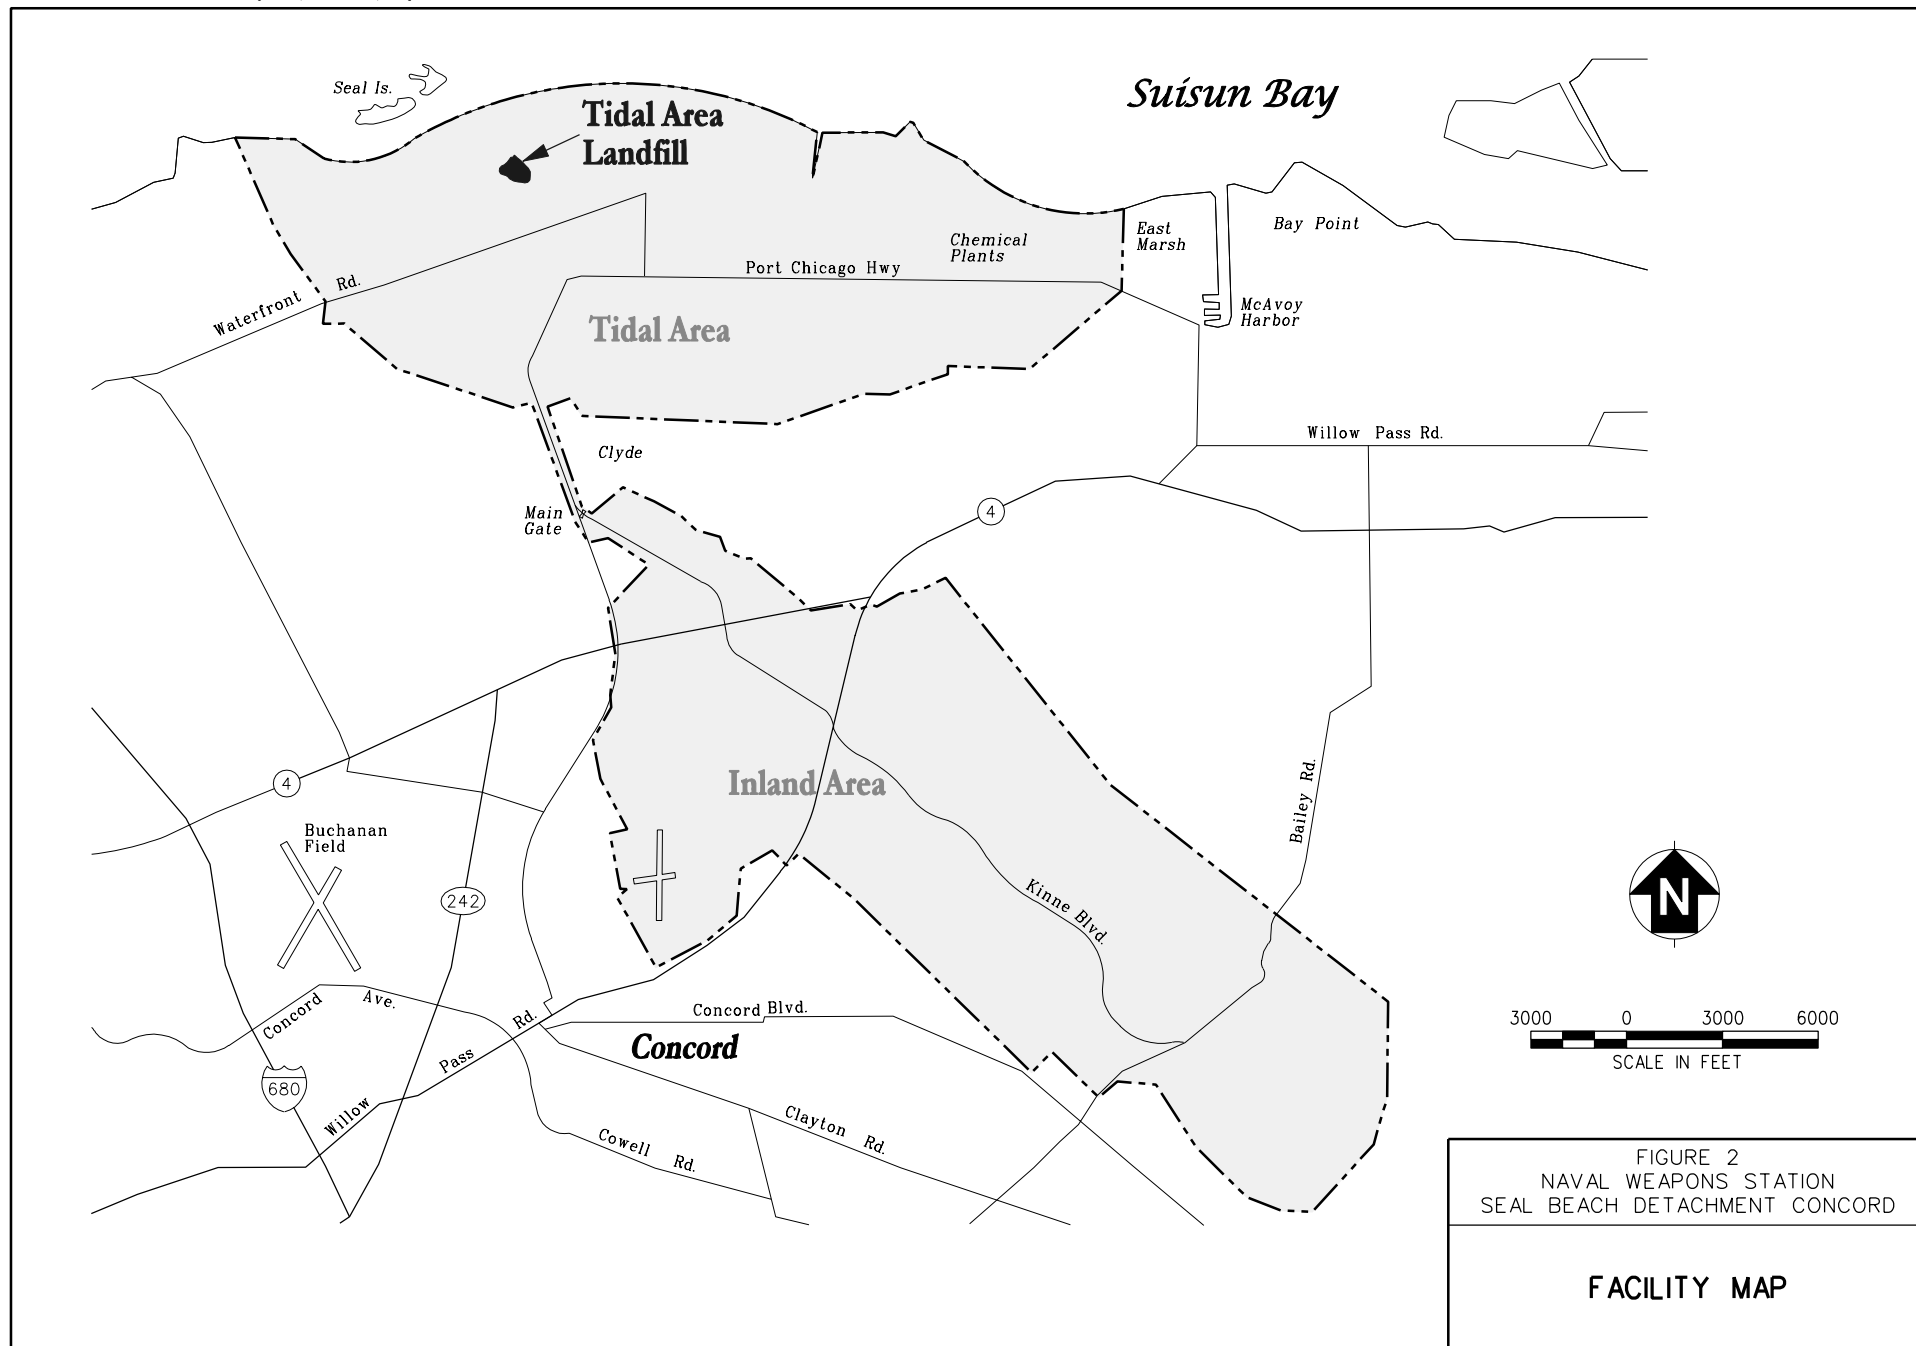 Seal Is.
Suisun Bay
Tidal Area
Landfill
East
Marsh
Bay Point
Chemical
Plants
Port Chicago Hwy
Waterfront Rd.
McAvoy
Harbor
Tidal Area
Willow Pass Rd.
Clyde
Main
Gate
4
Inland Area
4
Bailey Rd.
Buchanan
Field
242
Kinne Blvd.
N
Concord Ave.
Concord Blvd.
Concord
3000 0 3000 6000
SCALE IN FEET
680
Willow Pass Rd.
Clayton Rd.
Cowell Rd.
FIGURE 2
NAVAL WEAPONS STATION
SEAL BEACH DETACHMENT CONCORD
FACILITY MAP